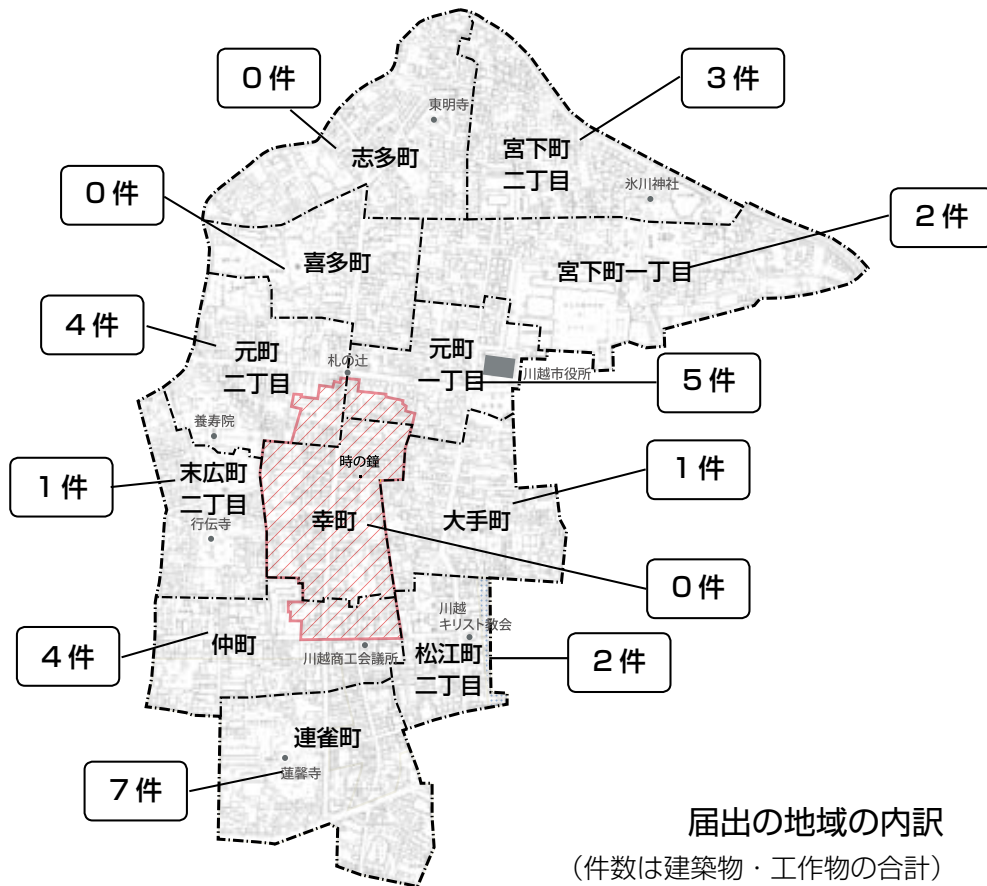 0件
3件
東明寺
志多町
宮下町
二丁目
氷川神社
0件
2件
喜多町
宮下町一丁目
4件
元町
二丁目
札の辻
元町
一丁目
川越市役所
5件
養寿院
時の鐘
1件
末広町
二丁目
1件
行伝寺
幸町
大手町
0件
川越
キリスト教会
仲町
4件
川越商工会議所
松江町
二丁目
2件
連雀町
蓮馨寺
7件
届出の地域の内訳
(件数は建築物・工作物の合計)